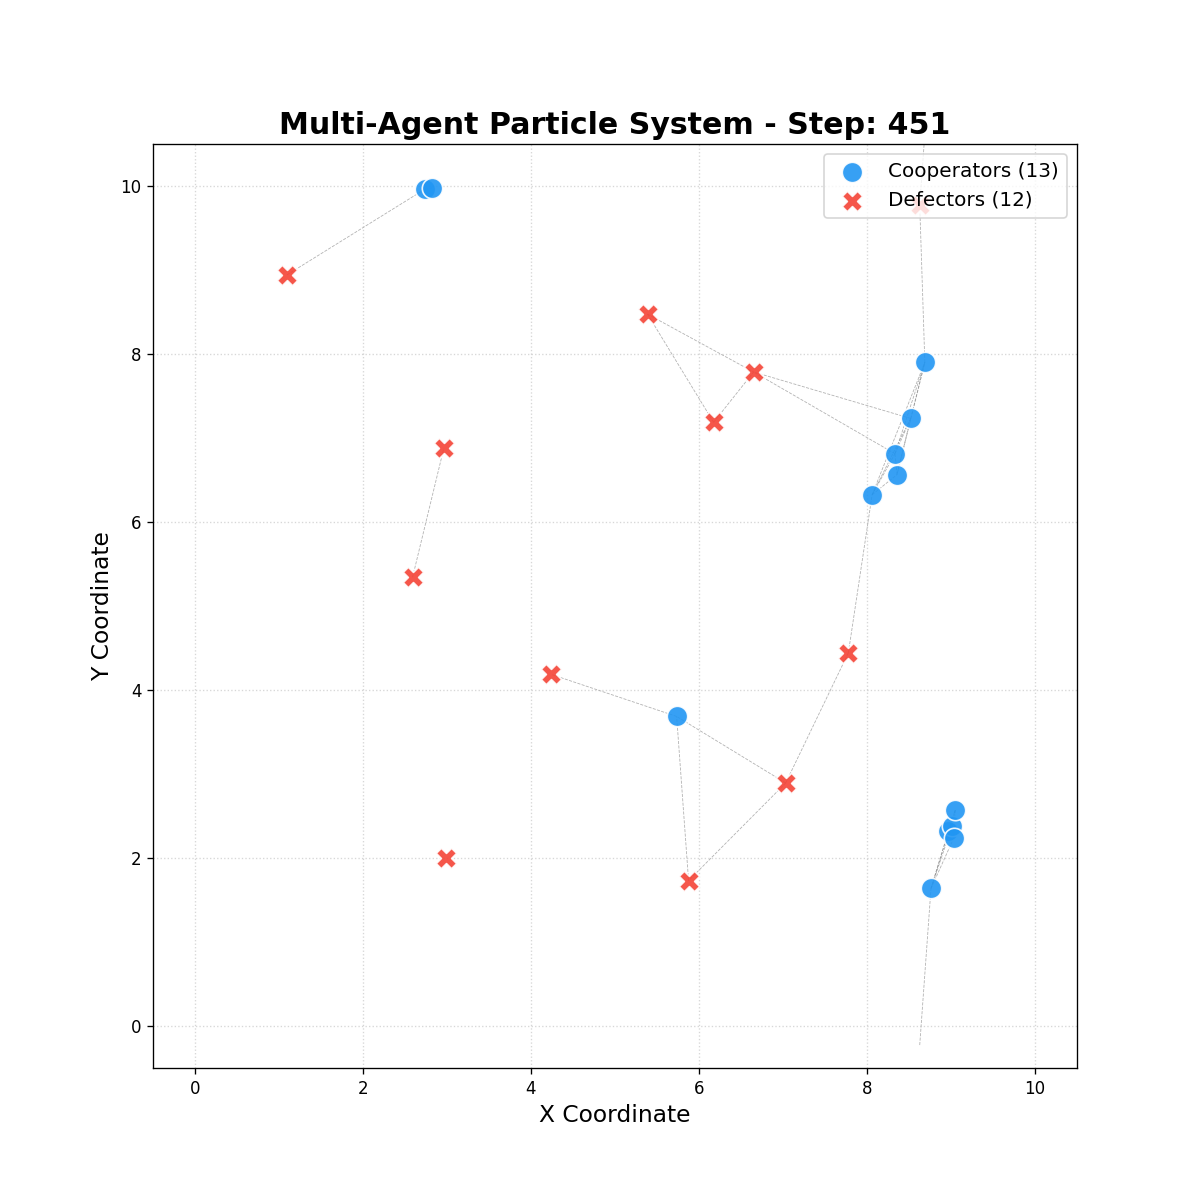 Multi-Agent Particle System - Step: 451
Cooperators (13)
Defectors (12)
10
8
6
4
2
0
Y Coordinate
0 2 4 6 8 10
X Coordinate